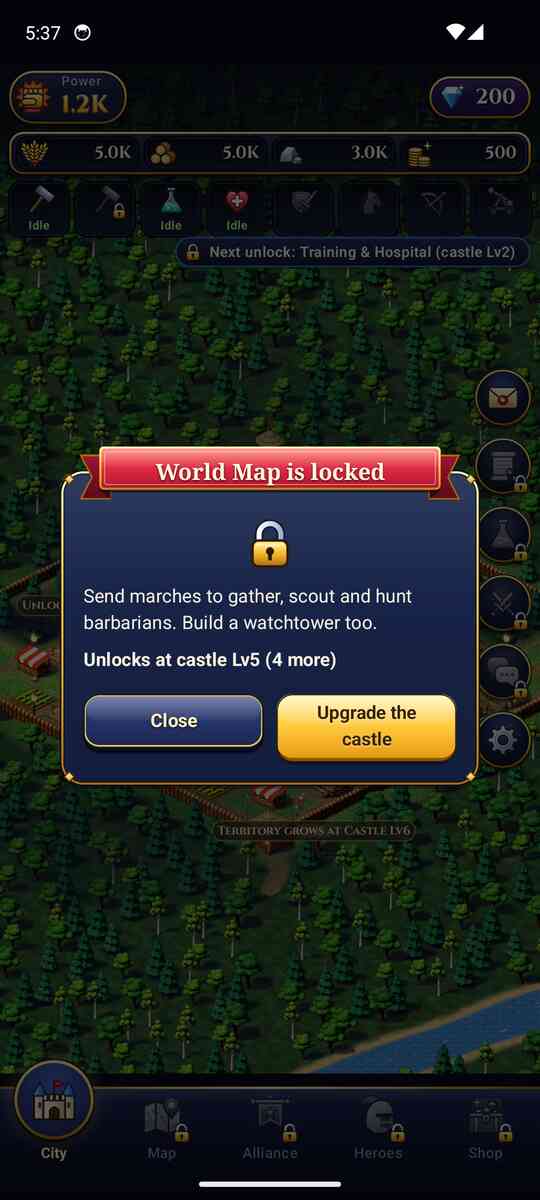 5:37
Power
1.2K
200
5.0K
5.0K
3.0K
500
Idle
Idle
Idle
Next unlock: Training & Hospital (castle Lv2)
World Map is locked
Send marches to gather, scout and hunt
barbarians. Build a watchtower too.
Unlocks at castle Lv5 (4 more)
Close
Upgrade the
castle
Territory grows at Castle Lv6
City
Map
Alliance
Heroes
Shop